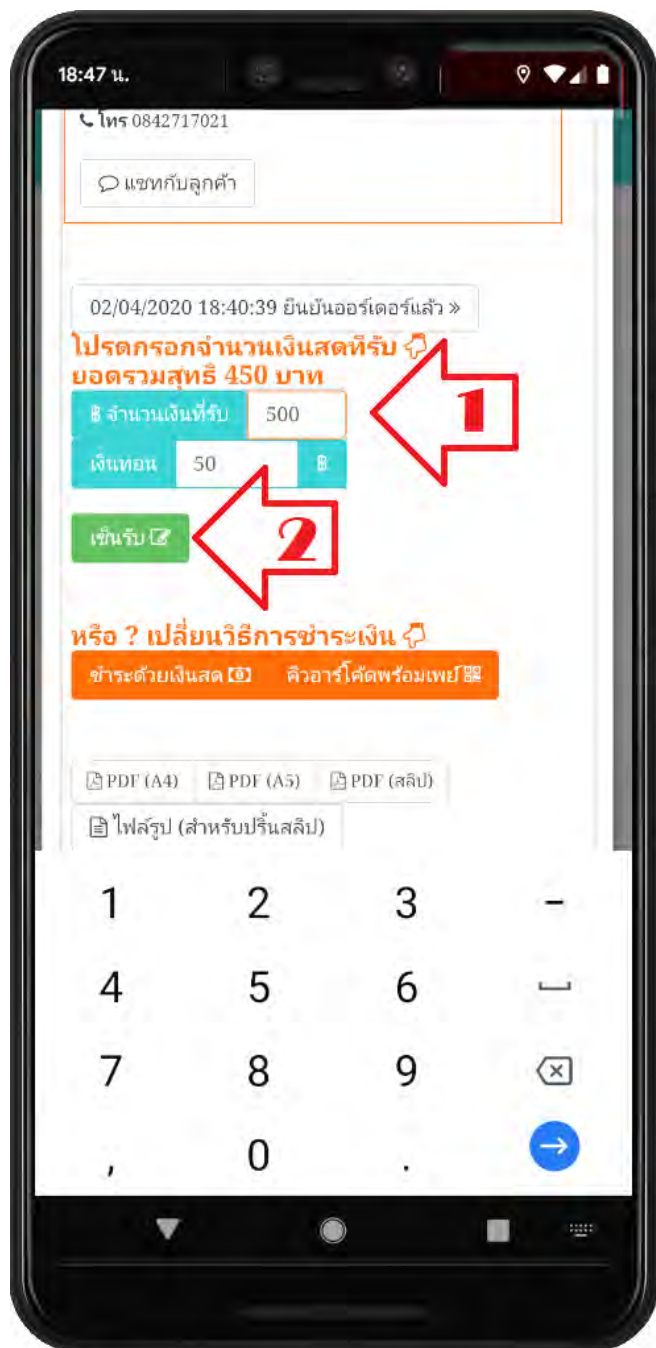 18:47 น.
โทร 0842717021
แชทกับลูกค้า
02/04/2020 18:40:39 ยืนยันออร์เดอร์แล้ว »
โปรดกรอกจำนวนเงินสดที่รับ
ยอดรวมสุทธิ 450 บาท
฿ จำนวนเงินที่รับ 500
1
เงินทอน 50 ฿
เซ็นรับ
2
หรือ ? เปลี่ยนวิธีการชำระเงิน
ชำระด้วยเงินสด คิวอาร์โค้ดพร้อมเพย์
PDF (A4) PDF (A5) PDF (สลิป)
ไฟล์รูป (สำหรับปริ้นสลิป)
1 2 3 -
4 5 6
7 8 9
, 0 .